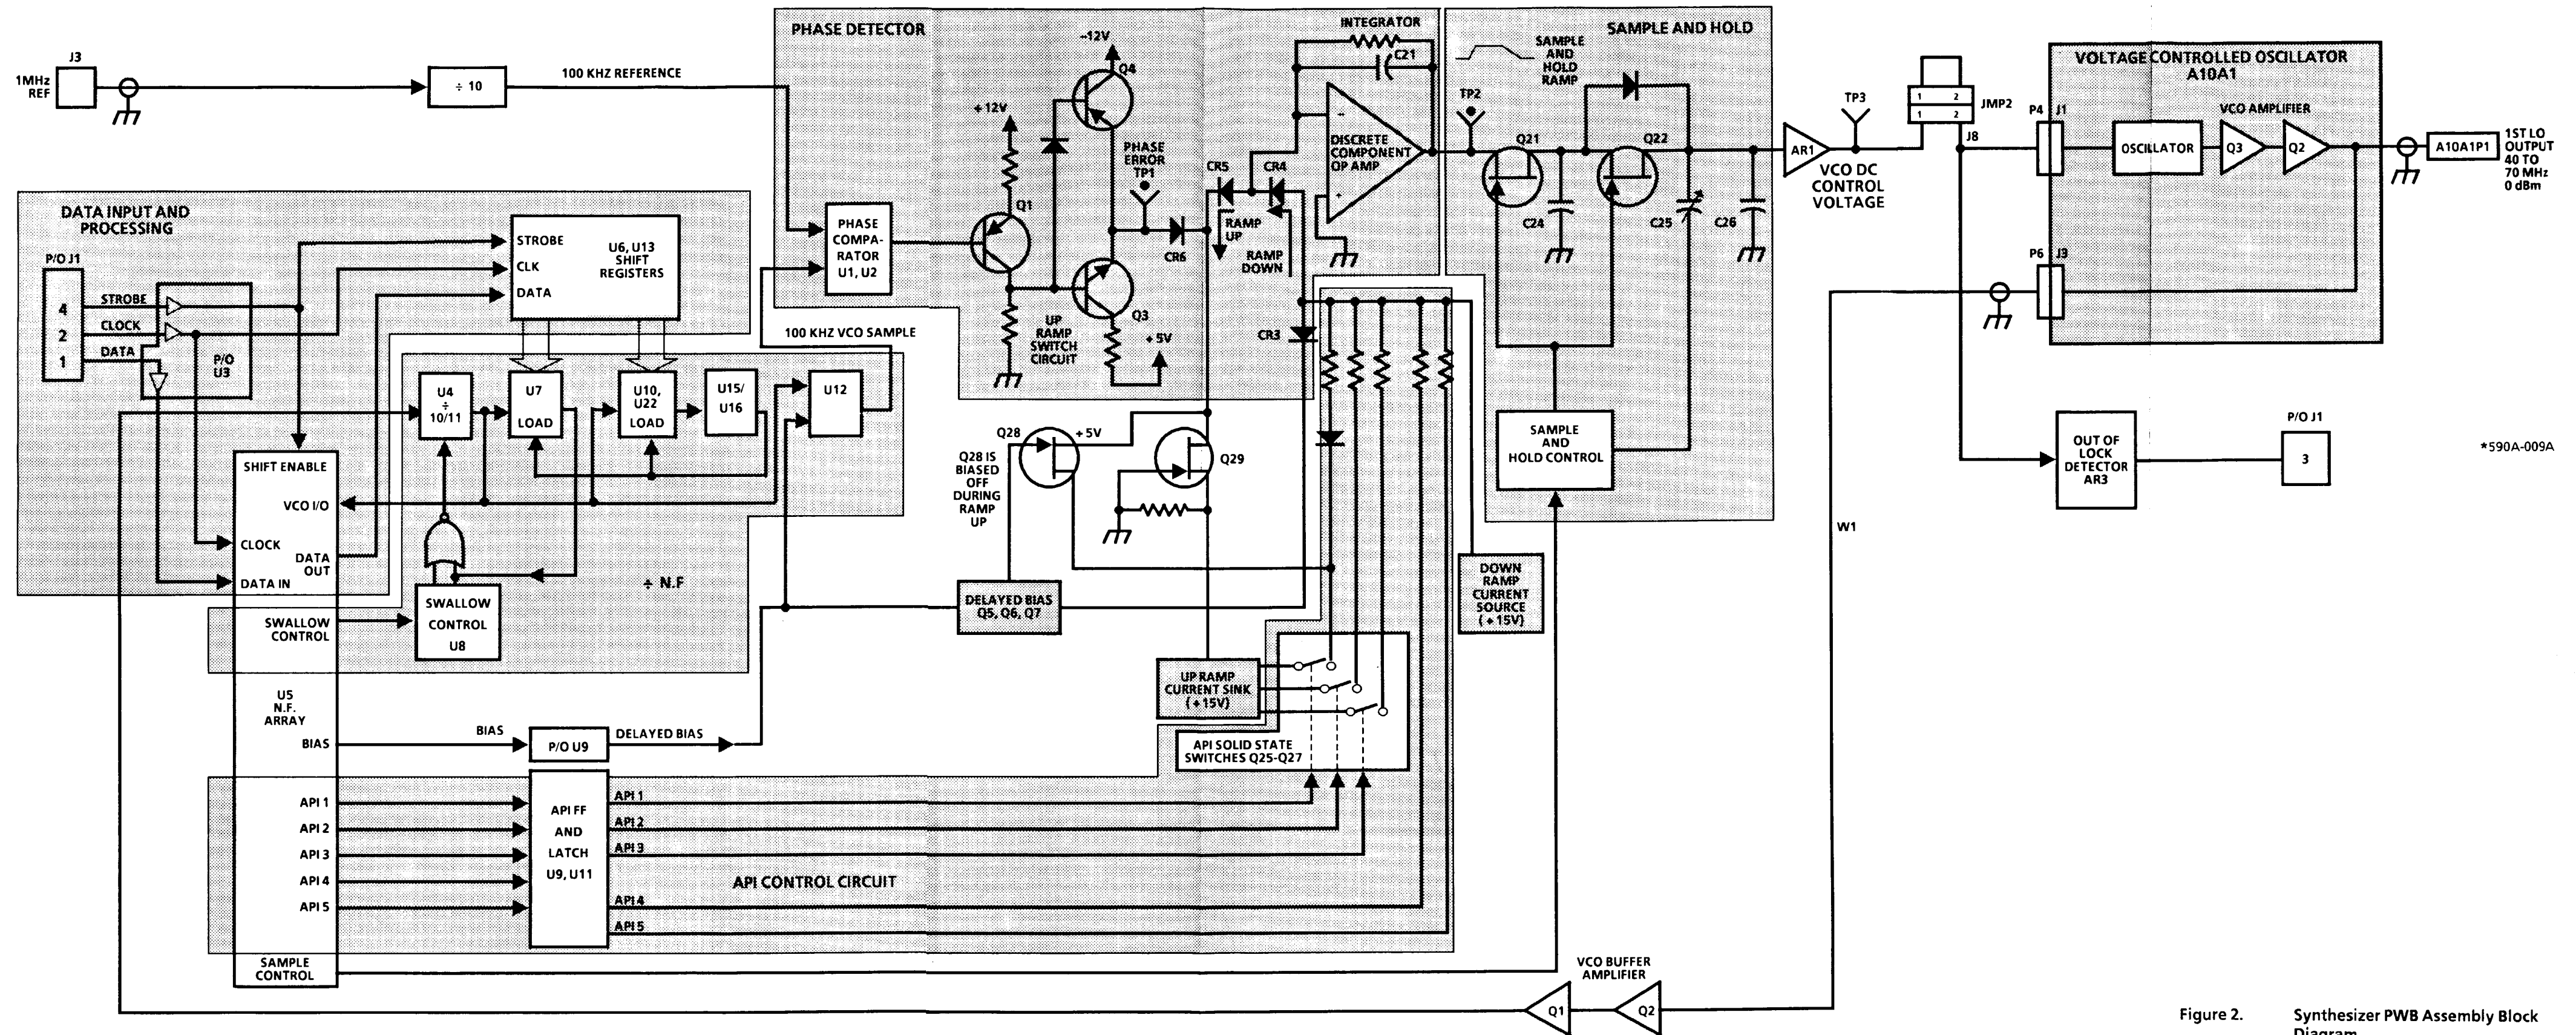 J3
1MHz
REF
÷ 10
100 KHZ REFERENCE
PHASE DETECTOR
-12V
Q4
+ 12V
Q1
PHASE
ERROR
TP1
CR6
Q3
+ 5V
UP
RAMP
SWITCH
CIRCUIT
PHASE
COMPA-
RATOR
U1, U2
CR5
CR4
RAMP
UP
RAMP
DOWN
INTEGRATOR
C21
–
DISCRETE
COMPONENT
OP AMP
+
SAMPLE AND HOLD
SAMPLE
AND
HOLD
RAMP
TP2
Q21
Q22
C24
C25
C26
AR1
TP3
VCO DC
CONTROL
VOLTAGE
1 2
1 2
JMP2
J8
VOLTAGE CONTROLLED OSCILLATOR
A10A1
P4
J1
VCO AMPLIFIER
OSCILLATOR
Q3
Q2
P6
J3
A10A1P1
1ST LO
OUTPUT
40 TO
70 MHz
0 dBm
DATA INPUT AND
PROCESSING
P/O J1
4
2
1
STROBE
CLOCK
DATA
P/O
U3
STROBE
CLK
DATA
U6, U13
SHIFT
REGISTERS
100 KHZ VCO SAMPLE
U4
÷
10/11
U7
LOAD
U10,
U22
LOAD
U15/
U16
U12
CR3
Q28
+ 5V
Q28 IS
BIASED
OFF
DURING
RAMP
UP
Q29
SAMPLE
AND
HOLD CONTROL
OUT OF
LOCK
DETECTOR
AR3
P/O J1
3
*590A-009A
W1
SHIFT ENABLE
VCO I/O
CLOCK
DATA
OUT
DATA IN
SWALLOW
CONTROL
÷ N.F
SWALLOW
CONTROL
U8
DELAYED BIAS
Q5, Q6, Q7
DOWN
RAMP
CURRENT
SOURCE
( + 15V)
UP RAMP
CURRENT SINK
( + 15V)
API SOLID STATE
SWITCHES Q25-Q27
U5
N.F.
ARRAY
BIAS
BIAS
P/O U9
DELAYED BIAS
API 1
API 2
API 3
API 4
API 5
API FF
AND
LATCH
U9, U11
API 1
API 2
API 3
API 4
API 5
API CONTROL CIRCUIT
SAMPLE
CONTROL
VCO BUFFER
AMPLIFIER
Q1
Q2
Figure 2. Synthesizer PWB Assembly Block
Diagram